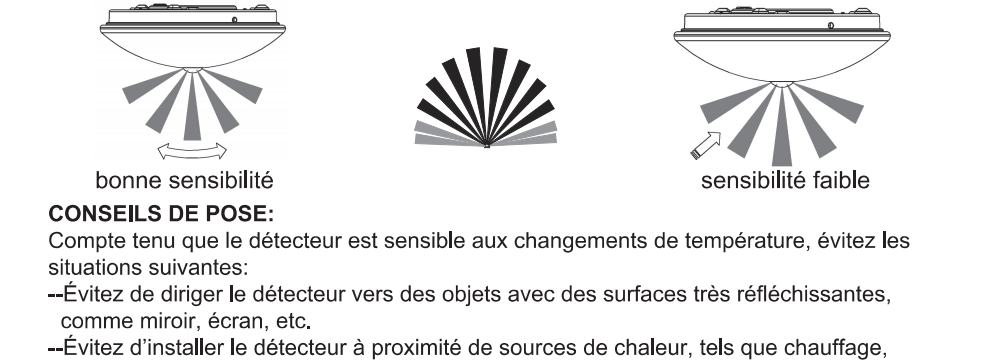 bonne sensibilité
sensibilité faible
CONSEILS DE POSE:
Compte tenu que le détecteur est sensible aux changements de température, évitez les
situations suivantes:
--Évitez de diriger le détecteur vers des objets avec des surfaces très réfléchissantes,
comme miroir, écran, etc.
--Évitez d'installer le détecteur à proximité de sources de chaleur, tels que chauffage,